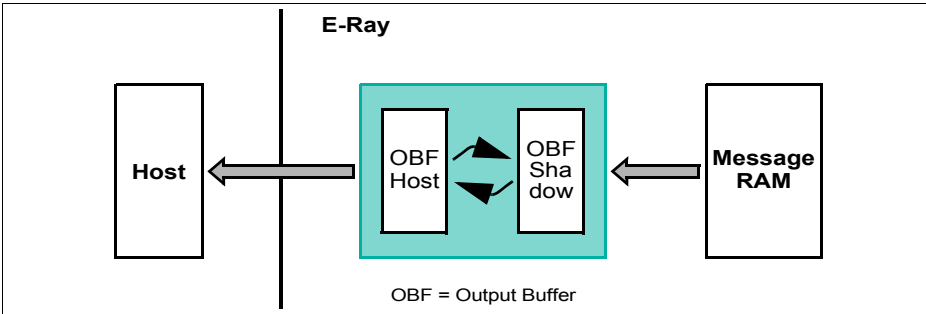 E-Ray
Host
OBF
Host
OBF
Sha
dow
Message
RAM
OBF = Output Buffer